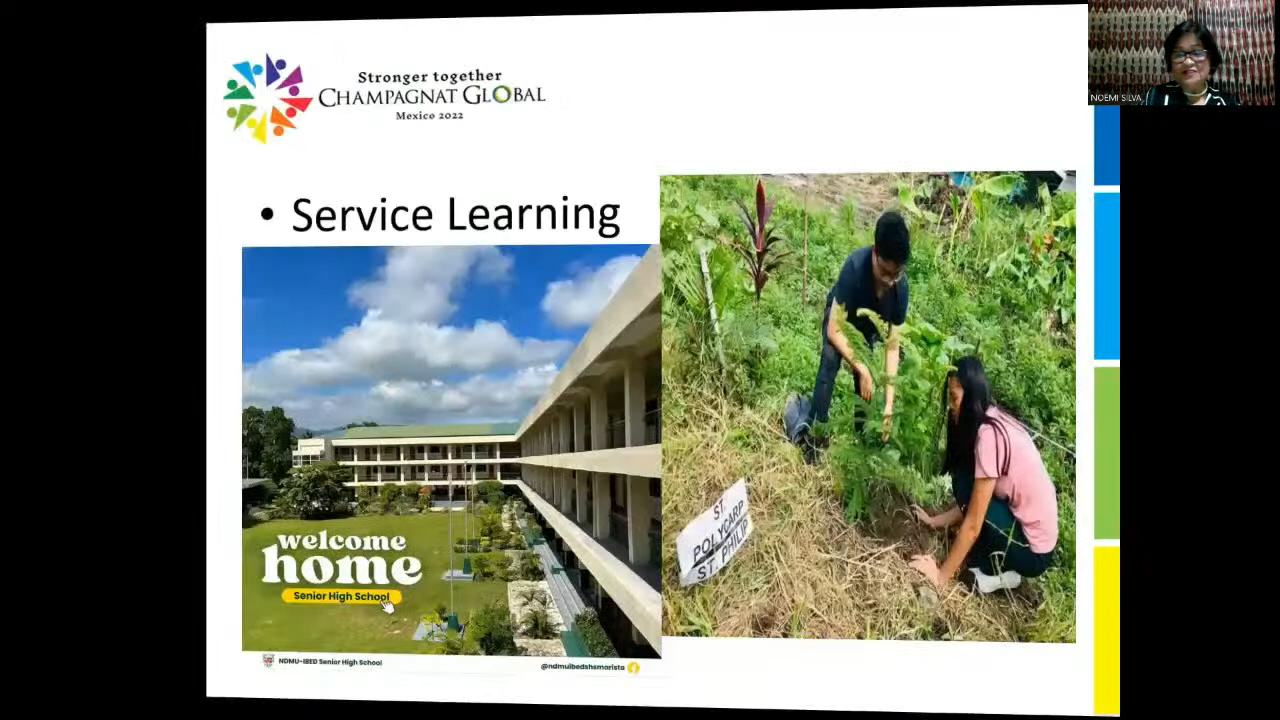 Stronger together
CHAMPAGNAT GLOBAL
Mexico 2022
NOEMI SILVA
• Service Learning
welcome
home
Senior High School
NDMU-IBED Senior High School
@ndmuibedshsmarista
ST.
POLYCARP
ST. PHILIP